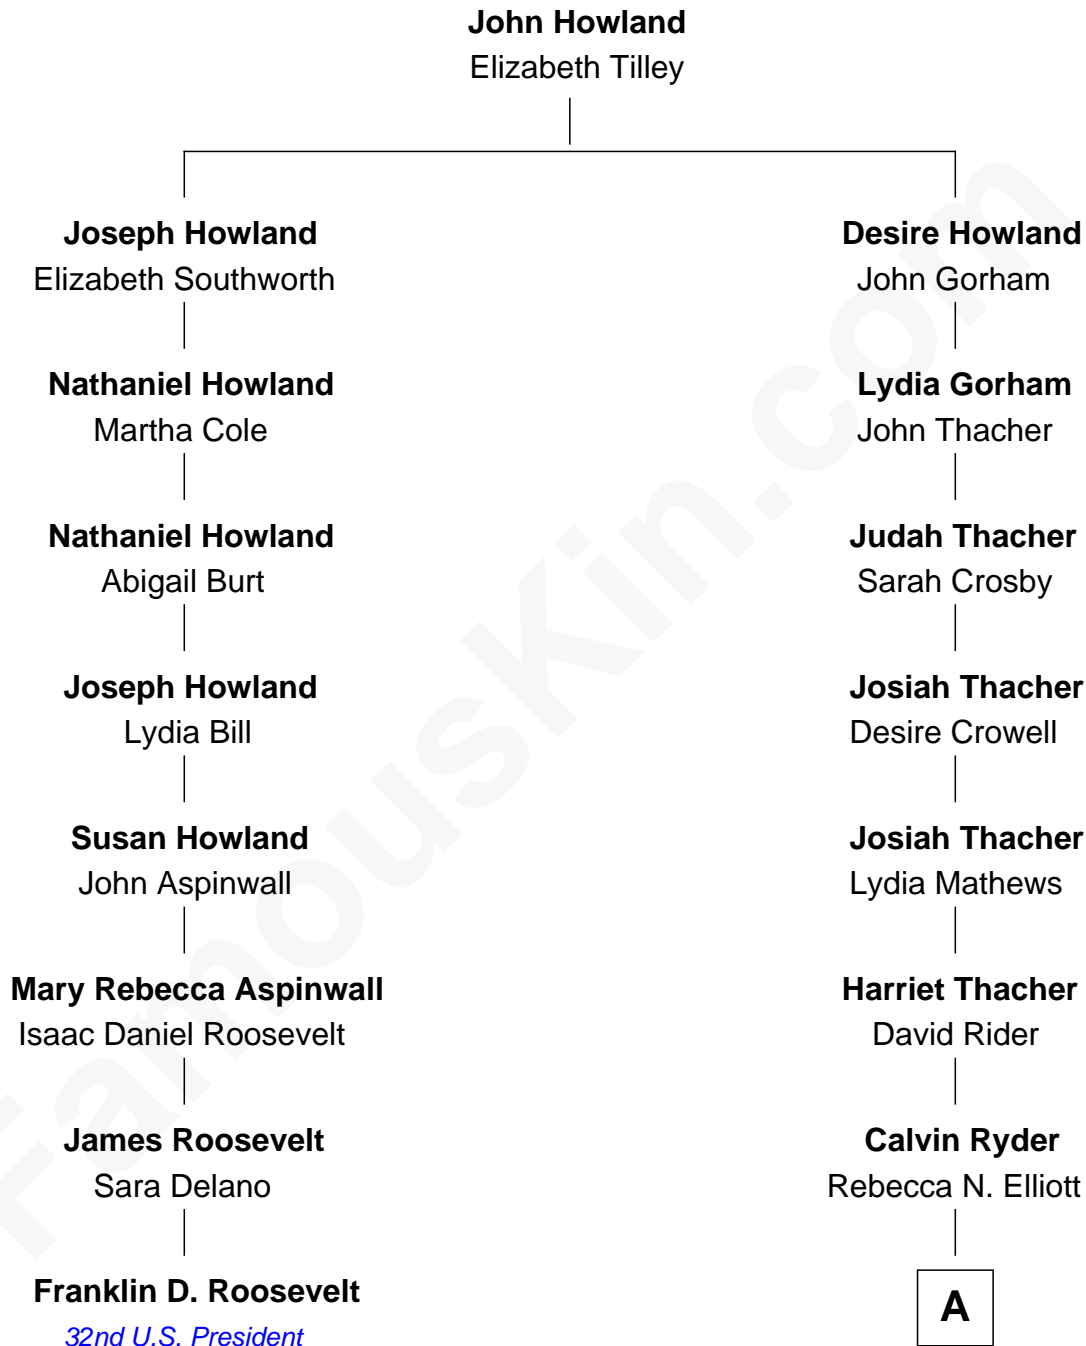 John Howland
Elizabeth Tilley
Joseph Howland
Elizabeth Southworth
Desire Howland
John Gorham
Nathaniel Howland
Martha Cole
Lydia Gorham
John Thacher
Nathaniel Howland
Abigail Burt
Judah Thacher
Sarah Crosby
Joseph Howland
Lydia Bill
Josiah Thacher
Desire Crowell
Susan Howland
John Aspinwall
Josiah Thacher
Lydia Mathews
Mary Rebecca Aspinwall
Isaac Daniel Roosevelt
Harriet Thacher
David Rider
James Roosevelt
Sara Delano
Calvin Ryder
Rebecca N. Elliott
Franklin D. Roosevelt
32nd U.S. President
A
FamousKin.com